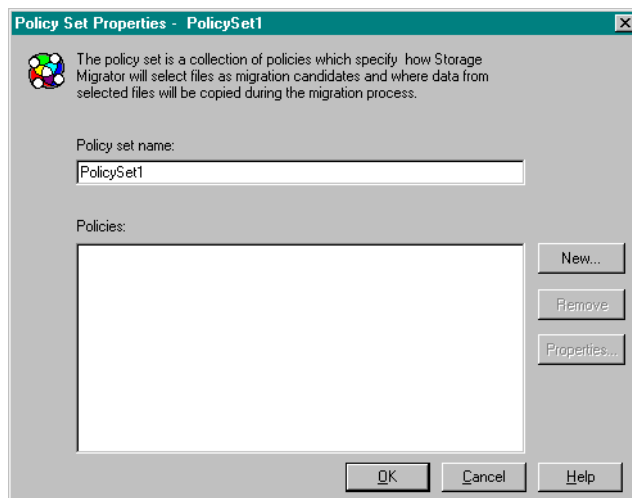 Policy Set Properties - PolicySet1
The policy set is a collection of policies which specify how Storage
Migrator will select files as migration candidates and where data from
selected files will be copied during the migration process.
Policy set name:
PolicySet1
Policies:
New...
Remove
Properties...
OK
Cancel
Help